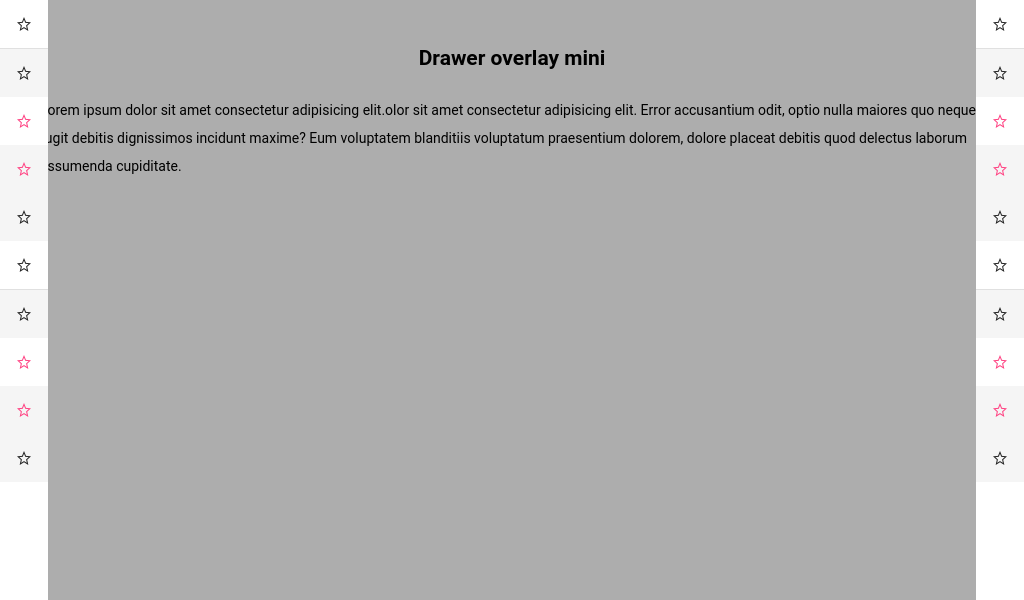 Drawer overlay mini
orem ipsum dolor sit amet consectetur adipisicing elit.olor sit amet consectetur adipisicing elit. Error accusantium odit, optio nulla maiores quo neque
ugit debitis dignissimos incidunt maxime? Eum voluptatem blanditiis voluptatum praesentium dolorem, dolore placeat debitis quod delectus laborum
ssumenda cupiditate.